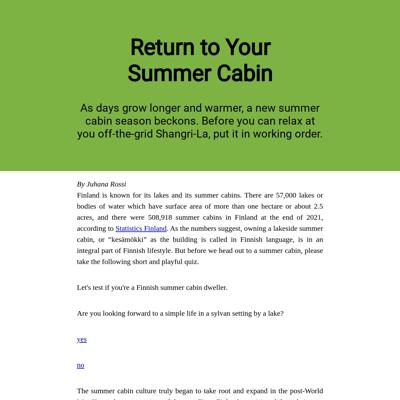 Return to Your
Summer Cabin
As days grow longer and warmer, a new summer
cabin season beckons. Before you can relax at
you off-the-grid Shangri-La, put it in working order.
By Juhana Rossi
Finland is known for its lakes and its summer cabins. There are 57,000 lakes or
bodies of water which have surface area of more than one hectare or about 2.5
acres, and there were 508,918 summer cabins in Finland at the end of 2021,
according to Statistics Finland. As the numbers suggest, owning a lakeside summer
cabin, or "kesämökki" as the building is called in Finnish language, is in an
integral part of Finnish lifestyle. But before we head out to a summer cabin, please
take the following short and playful quiz.
Let's test if you're a Finnish summer cabin dweller.
Are you looking forward to a simple life in a sylvan setting by a lake?
yes
no
The summer cabin culture truly began to take root and expand in the post-World